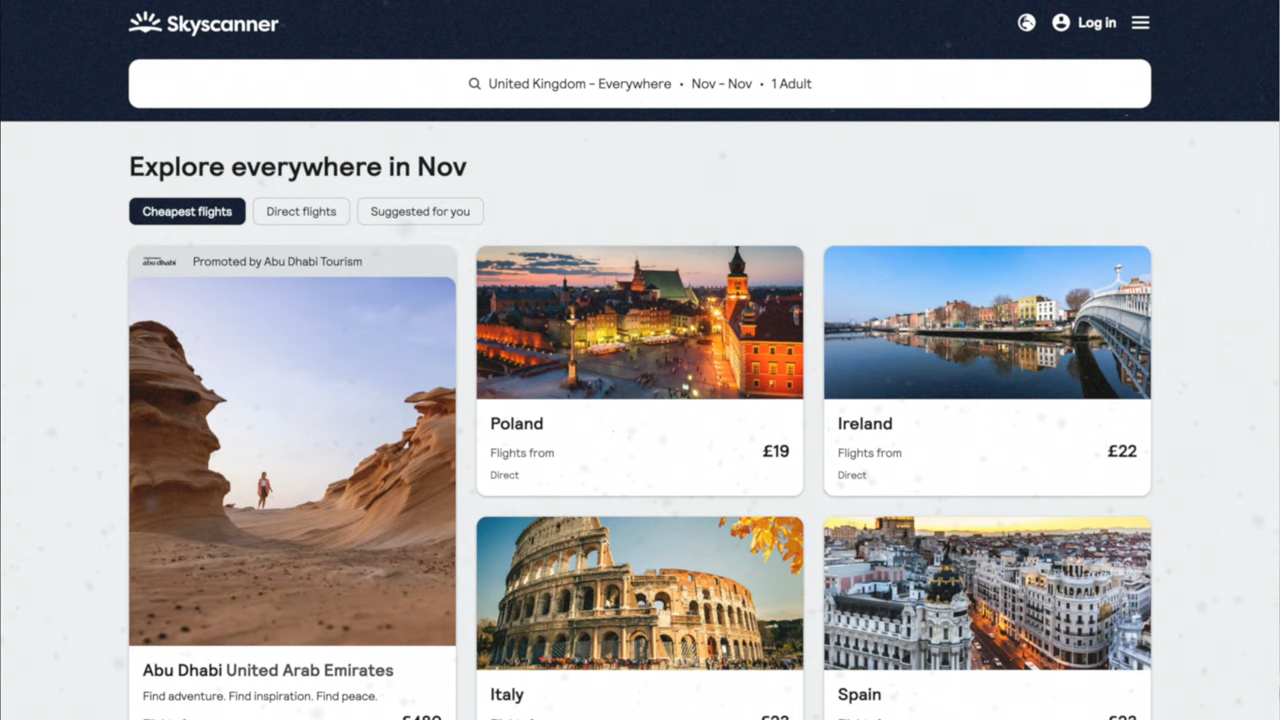 Skyscanner
Log in
United Kingdom – Everywhere • Nov – Nov • 1 Adult
Explore everywhere in Nov
Cheapest flights
Direct flights
Suggested for you
abu dhabi
Promoted by Abu Dhabi Tourism
Abu Dhabi United Arab Emirates
Find adventure. Find inspiration. Find peace.
Poland
Flights from £19
Direct
Ireland
Flights from £22
Direct
Italy
Spain